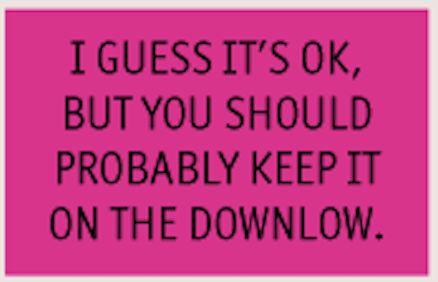 I GUESS IT'S OK,
BUT YOU SHOULD
PROBABLY KEEP IT
ON THE DOWNLOW.